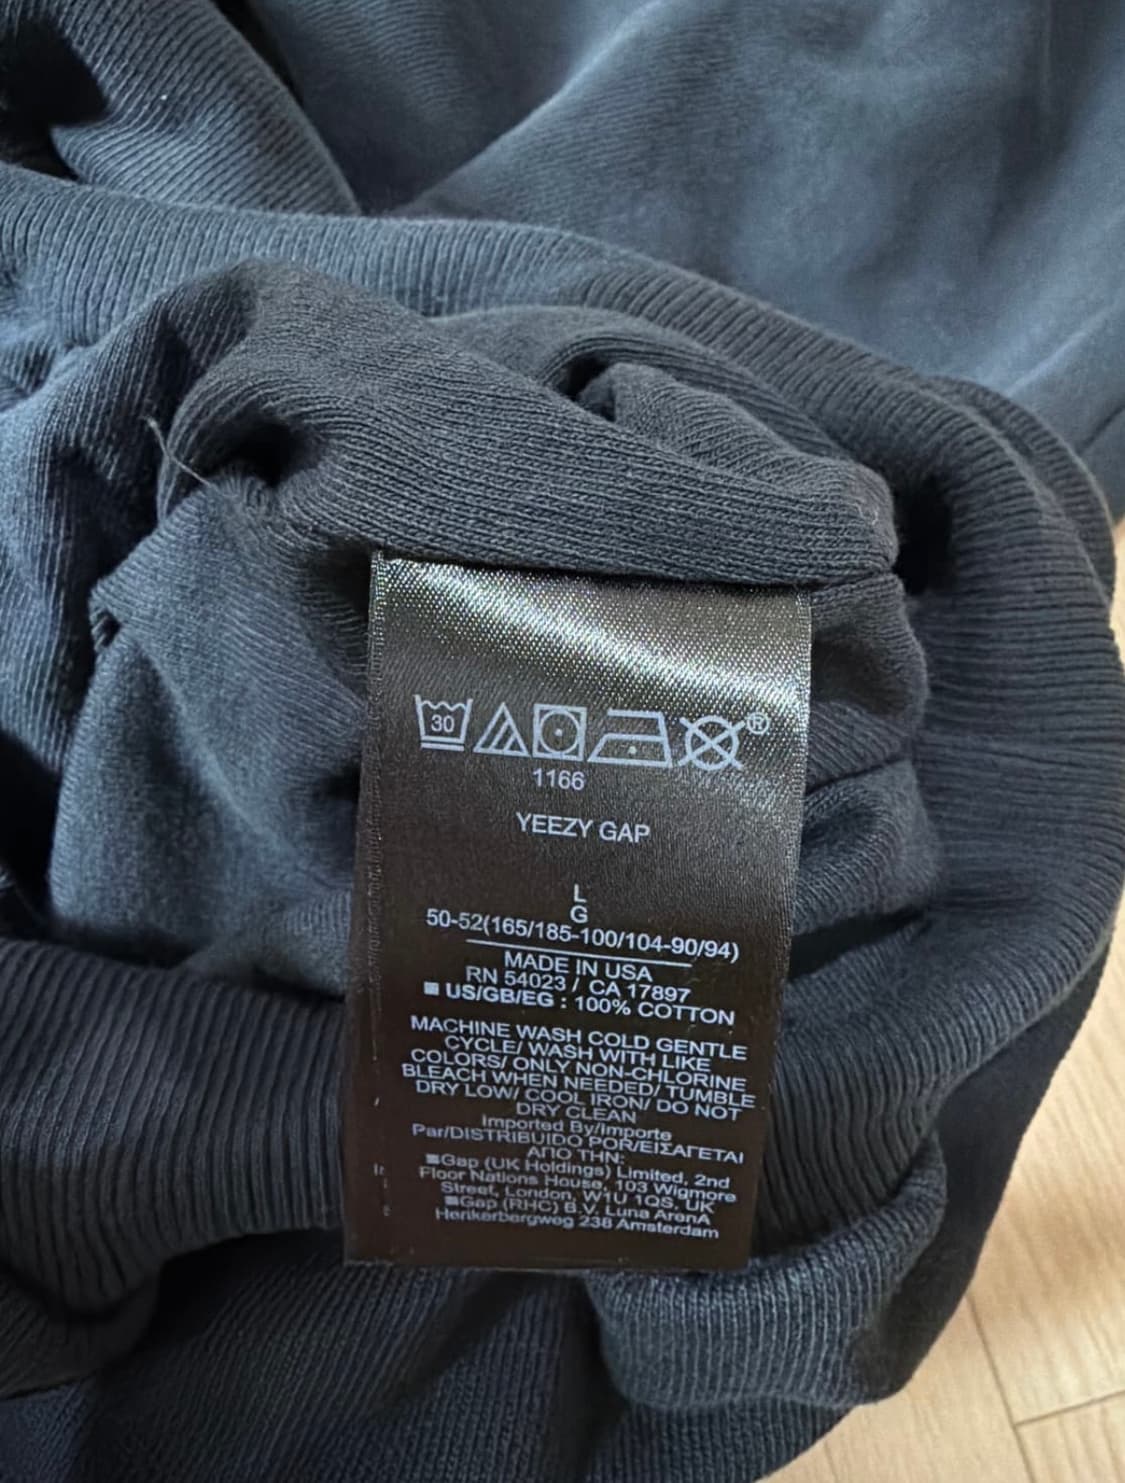 30
®
1166
YEEZY GAP
L
G
50-52(165/185-100/104-90/94)
MADE IN USA
RN 54023 / CA 17897
■ US/GB/EG : 100% COTTON
MACHINE WASH COLD GENTLE
CYCLE/ WASH WITH LIKE
COLORS/ ONLY NON-CHLORINE
BLEACH WHEN NEEDED/ TUMBLE
DRY LOW/ COOL IRON/ DO NOT
DRY CLEAN
Imported By/Importe
Par/DISTRIBUIDO POR/ΕΙΣΑΓΕΤΑΙ
ΑΠΟ ΤΗΝ:
■Gap (UK Holdings) Limited, 2nd
Floor Nations House, 103 Wigmore
Street, London, W1U 1QS, UK
■Gap (RHC) B.V. Luna ArenA
Herikerbergweg 238 Amsterdam